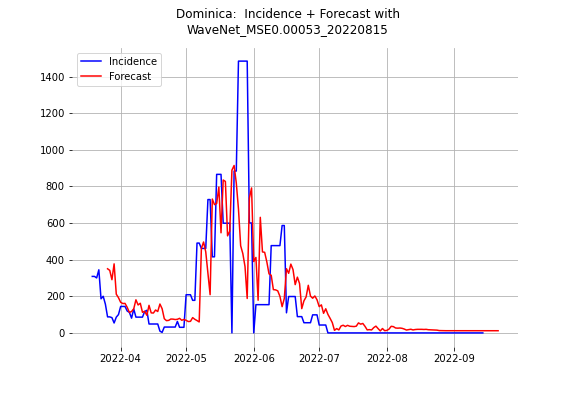 Dominica:  Incidence + Forecast with
WaveNet_MSE0.00053_20220815
Incidence
Forecast
1400
1200
1000
800
600
400
200
0
2022-04 2022-05 2022-06 2022-07 2022-08 2022-09